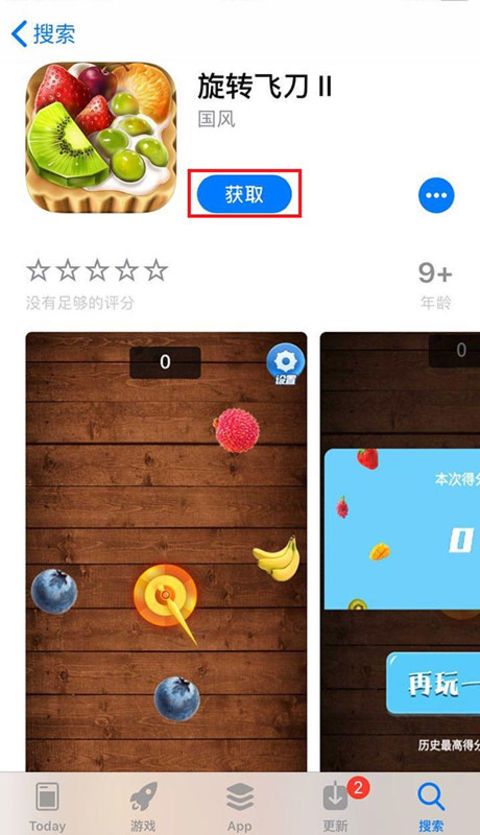 搜索
旋转飞刀 II
国风
获取
没有足够的评分
9+
年龄
0
设置
0
本次得分
0
再玩一
历史最高得分
2
Today
游戏
App
更新
搜索